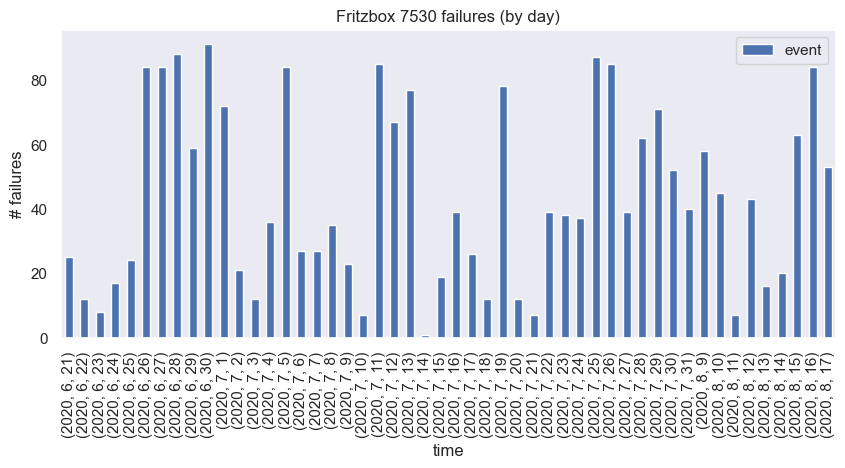 Fritzbox 7530 failures (by day)
event
# failures
80
60
40
20
0
(2020, 6, 21)
(2020, 6, 22)
(2020, 6, 23)
(2020, 6, 24)
(2020, 6, 25)
(2020, 6, 26)
(2020, 6, 27)
(2020, 6, 28)
(2020, 6, 29)
(2020, 6, 30)
(2020, 7, 1)
(2020, 7, 2)
(2020, 7, 3)
(2020, 7, 4)
(2020, 7, 5)
(2020, 7, 6)
(2020, 7, 7)
(2020, 7, 8)
(2020, 7, 9)
(2020, 7, 10)
(2020, 7, 11)
(2020, 7, 12)
(2020, 7, 13)
(2020, 7, 14)
(2020, 7, 15)
(2020, 7, 16)
(2020, 7, 17)
(2020, 7, 18)
(2020, 7, 19)
(2020, 7, 20)
(2020, 7, 21)
(2020, 7, 22)
(2020, 7, 23)
(2020, 7, 24)
(2020, 7, 25)
(2020, 7, 26)
(2020, 7, 27)
(2020, 7, 28)
(2020, 7, 29)
(2020, 7, 30)
(2020, 7, 31)
(2020, 8, 9)
(2020, 8, 10)
(2020, 8, 11)
(2020, 8, 12)
(2020, 8, 13)
(2020, 8, 14)
(2020, 8, 15)
(2020, 8, 16)
(2020, 8, 17)
time